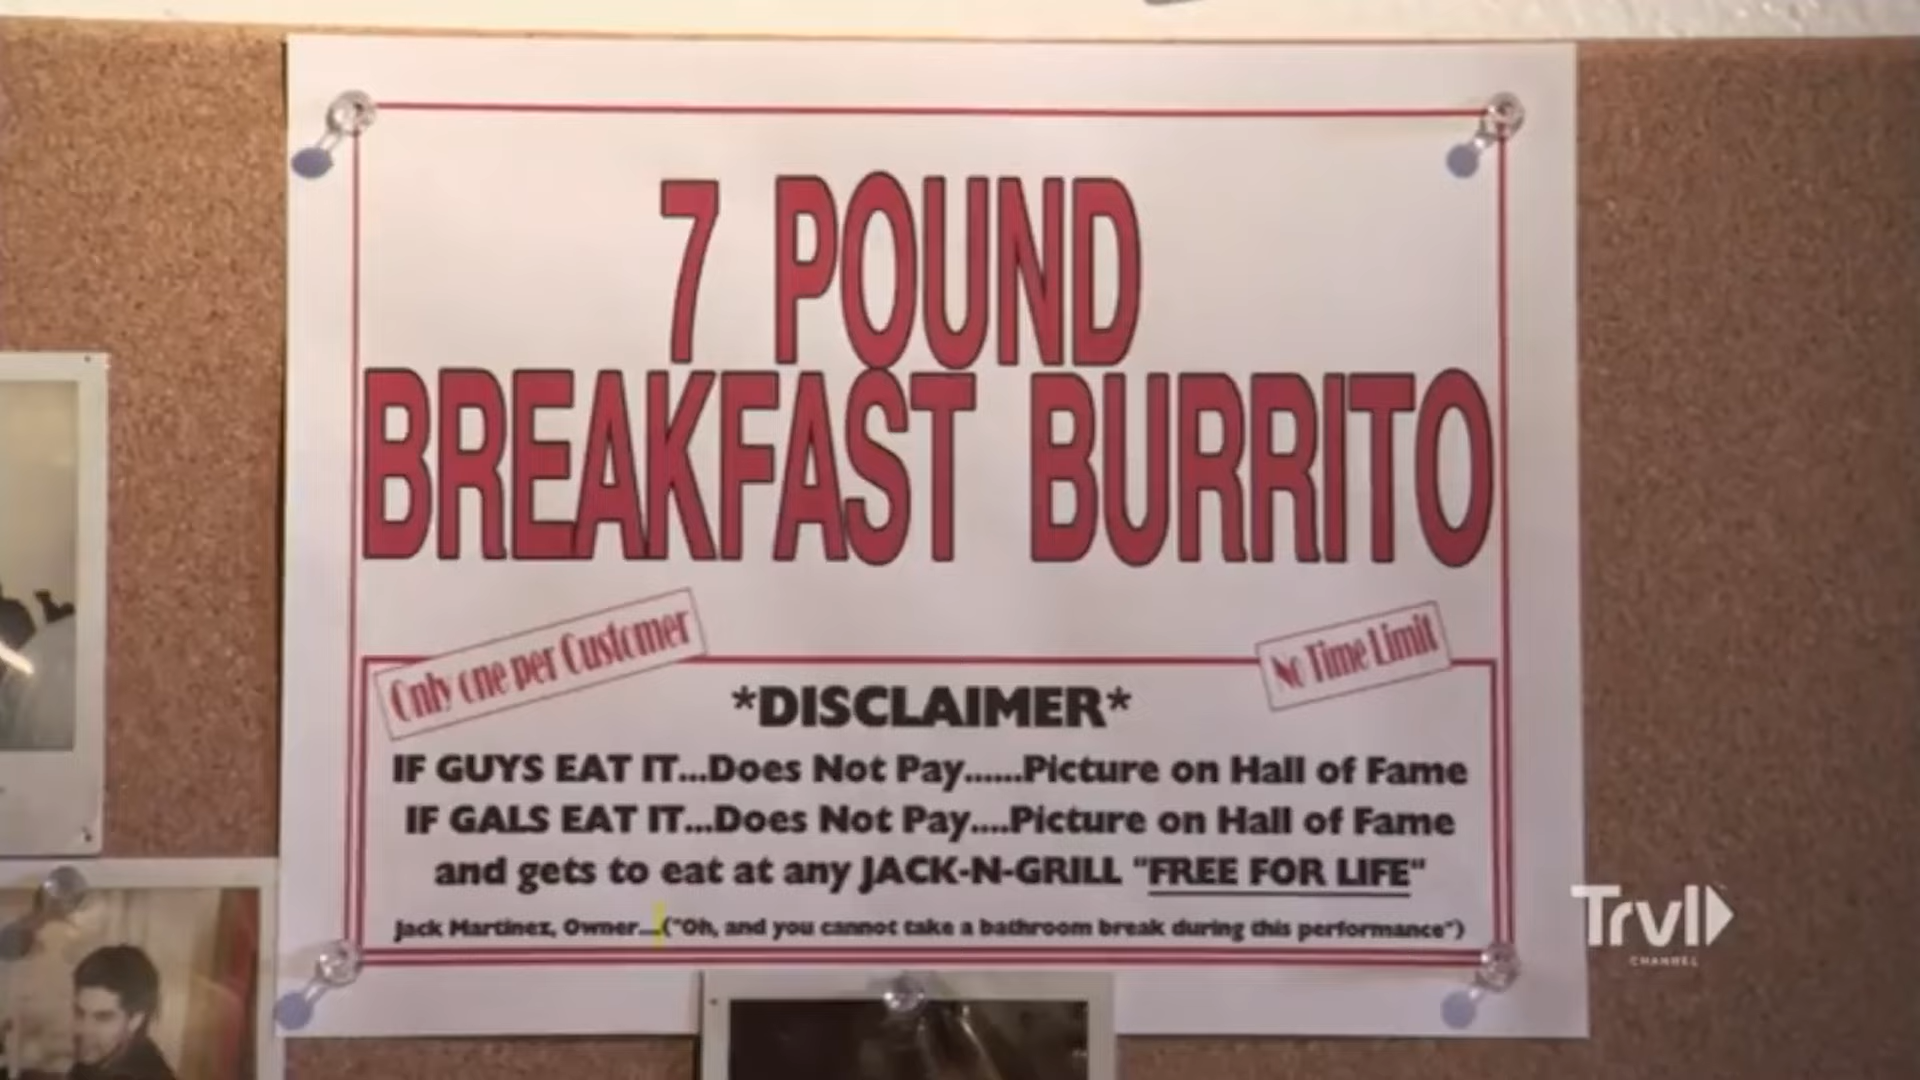 7 POUND
BREAKFAST BURRITO
Only one per Customer
No Time Limit
*DISCLAIMER*
IF GUYS EAT IT...Does Not Pay......Picture on Hall of Fame
IF GALS EAT IT...Does Not Pay....Picture on Hall of Fame
and gets to eat at any JACK-N-GRILL "FREE FOR LIFE"
Jack Martinez, Owner....("Oh, and you cannot take a bathroom break during this performance")
Trvl
CHANNEL